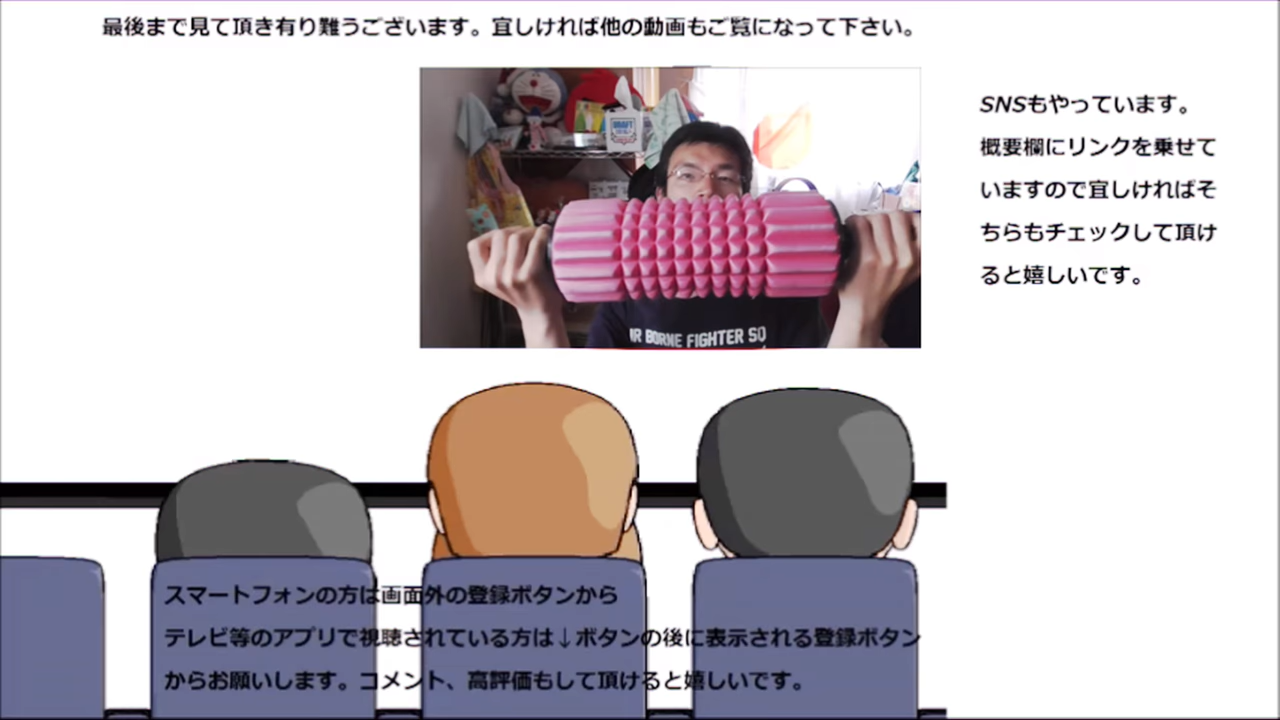 最後まで見て頂き有り難うございます。宜しければ他の動画もご覧になって下さい。
SNSもやっています。
概要欄にリンクを乗せて
いますので宜しければそ
ちらもチェックして頂け
ると嬉しいです。
IR BORNE FIGHTER SQ
スマートフォンの方は画面外の登録ボタンから
テレビ等のアプリで視聴されている方は↓ボタンの後に表示される登録ボタン
からお願いします。コメント、高評価もして頂けると嬉しいです。